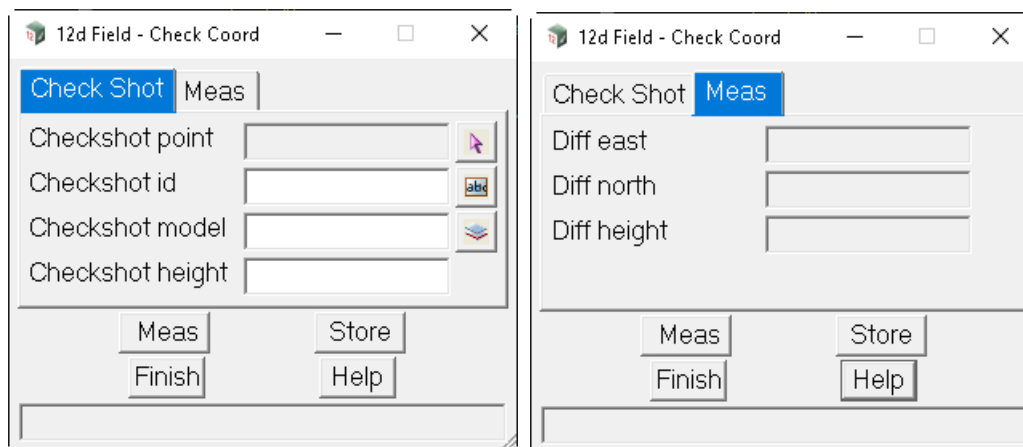 12d Field - Check Coord
Check Shot Meas
Checkshot point
Checkshot id
abc
Checkshot model
Checkshot height
Meas Store
Finish Help
12d Field - Check Coord
Check Shot Meas
Diff east
Diff north
Diff height
Meas Store
Finish Help